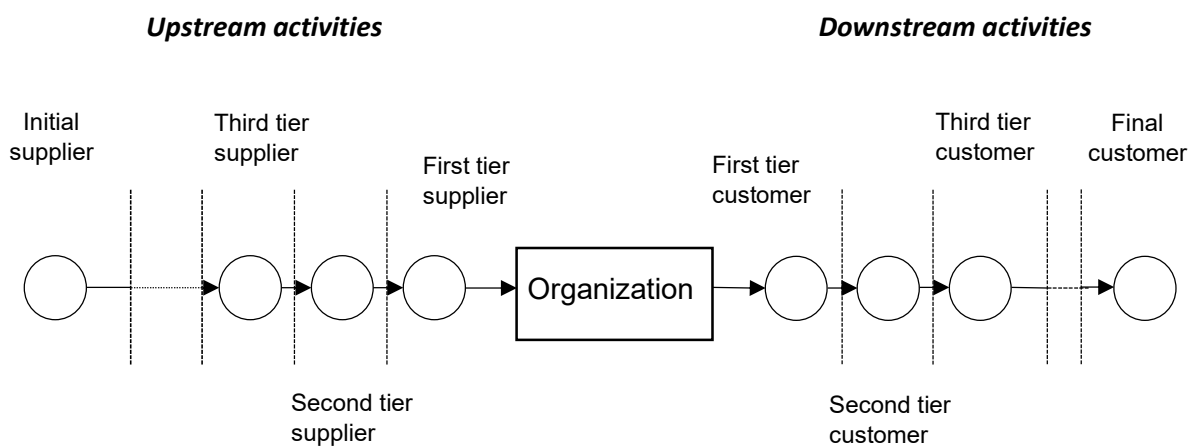 Upstream activities
Downstream activities
Initial
supplier
Third tier
supplier
First tier
supplier
First tier
customer
Third tier
customer
Final
customer
Organization
Second tier
supplier
Second tier
customer